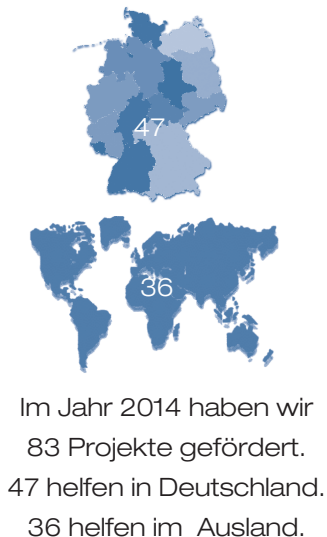 47
36
Im Jahr 2014 haben wir
83 Projekte gefördert.
47 helfen in Deutschland.
36 helfen im Ausland.